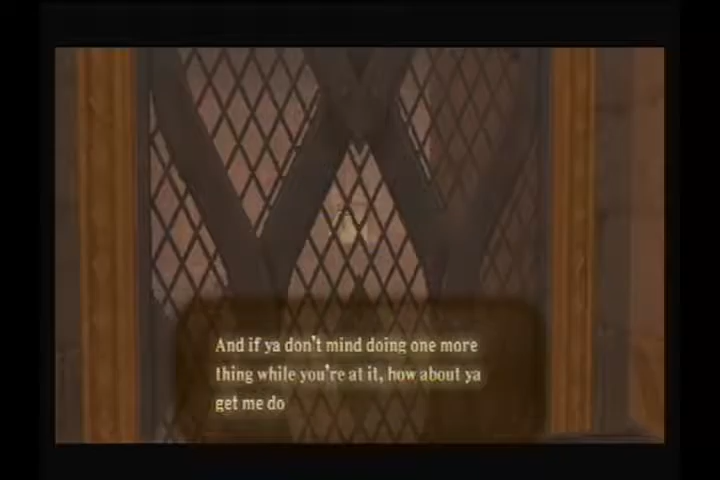 And if ya don't mind doing one more
thing while you're at it, how about ya
get me do